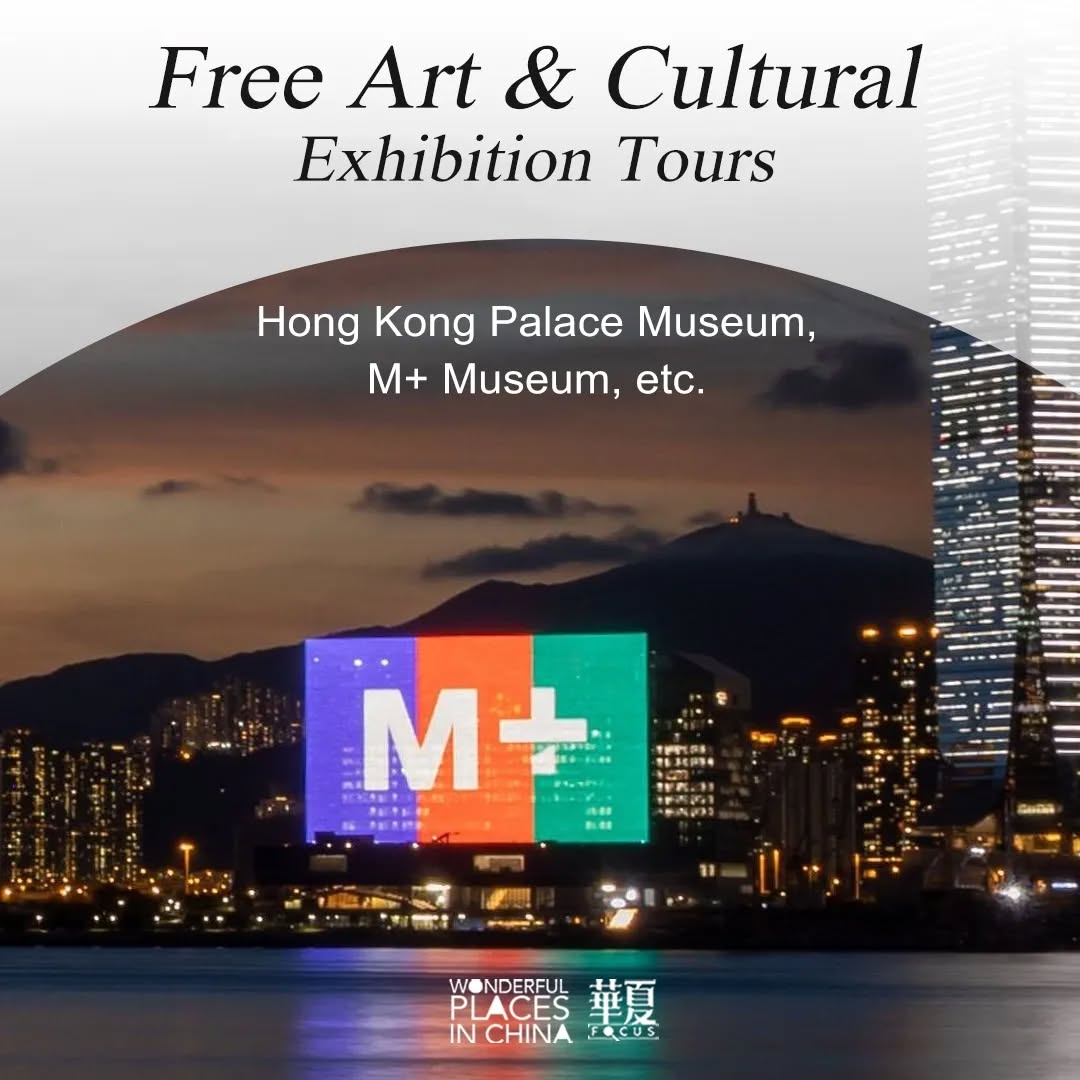 Free Art & Cultural
Exhibition Tours
Hong Kong Palace Museum,
M+ Museum, etc.
M+
WONDERFUL
PLACES
IN CHINA
華夏
FOCUS